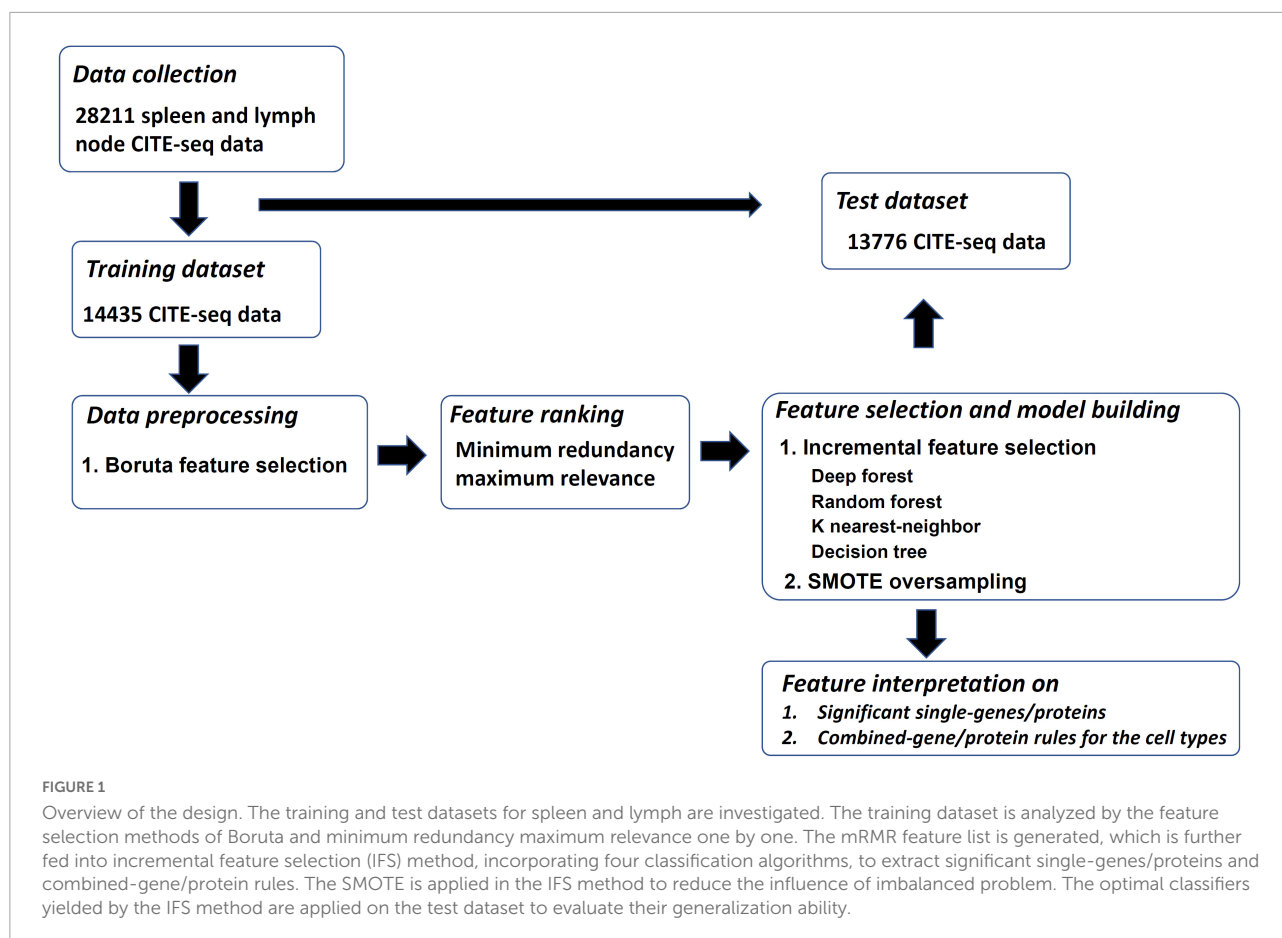 Data collection
28211 spleen and lymph
node CITE-seq data
Test dataset
13776 CITE-seq data
Training dataset
14435 CITE-seq data
Data preprocessing
1. Boruta feature selection
Feature ranking
Minimum redundancy
maximum relevance
Feature selection and model building
1. Incremental feature selection
Deep forest
Random forest
K nearest-neighbor
Decision tree
2. SMOTE oversampling
Feature interpretation on
1. Significant single-genes/proteins
2. Combined-gene/protein rules for the cell types
FIGURE 1
Overview of the design. The training and test datasets for spleen and lymph are investigated. The training dataset is analyzed by the feature
selection methods of Boruta and minimum redundancy maximum relevance one by one. The mRMR feature list is generated, which is further
fed into incremental feature selection (IFS) method, incorporating four classification algorithms, to extract significant single-genes/proteins and
combined-gene/protein rules. The SMOTE is applied in the IFS method to reduce the influence of imbalanced problem. The optimal classifiers
yielded by the IFS method are applied on the test dataset to evaluate their generalization ability.